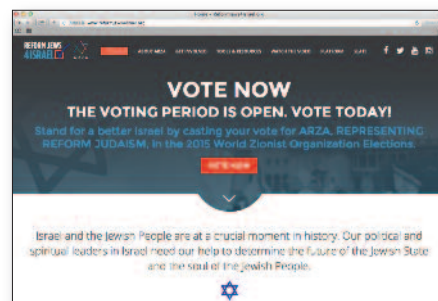 REFORM JEWS
4 ISRAEL
VOTE NOW
THE VOTING PERIOD IS OPEN. VOTE TODAY!
Stand for a better Israel by casting your vote for ARZA, REPRESENTING
REFORM JUDAISM, in the 2015 World Zionist Organization Elections.
VOTE NOW
Israel and the Jewish People are at a crucial moment in history. Our political and
spiritual leaders in Israel need our help to determine the future of the Jewish State
and the soul of the Jewish People.